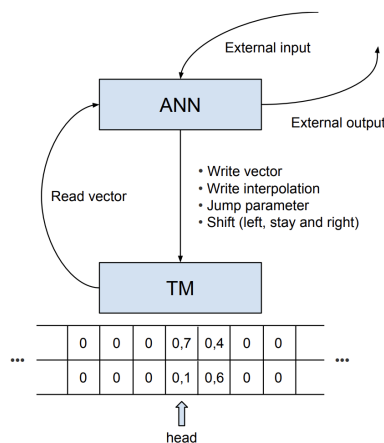 External input
ANN
External output
Read vector
• Write vector
• Write interpolation
• Jump parameter
• Shift (left, stay and right)
TM
0 0 0 0,7 0,4 0 0
... ...
0 0 0 0,1 0,6 0 0
head